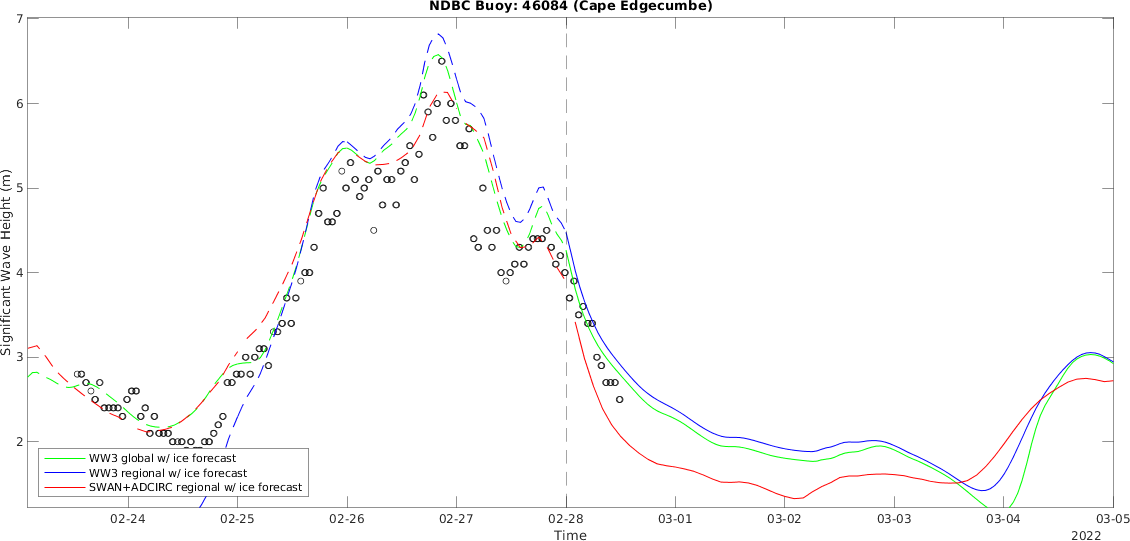 NDBC Buoy: 46084 (Cape Edgecumbe)
7
6
5
4
3
2
Significant Wave Height (m)
WW3 global w/ ice forecast
WW3 regional w/ ice forecast
SWAN+ADCIRC regional w/ ice forecast
02-24 02-25 02-26 02-27 02-28 03-01 03-02 03-03 03-04 03-05
Time 2022